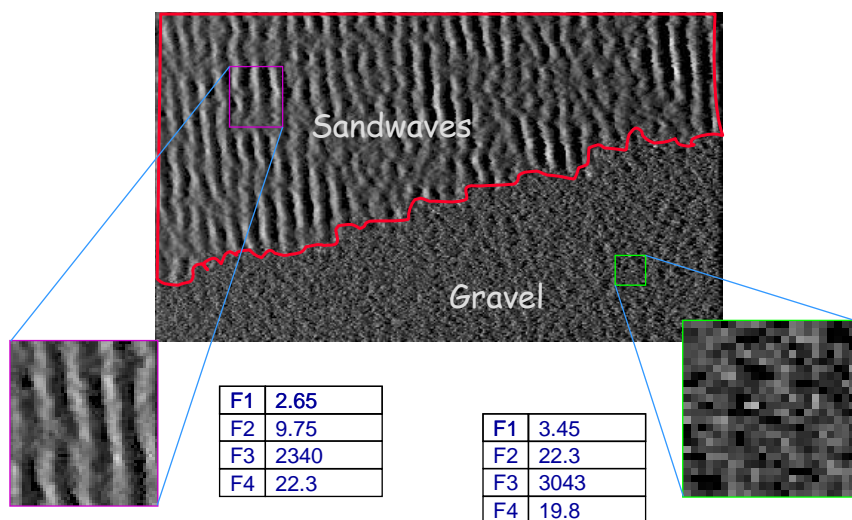 Sandwaves
Gravel
F1 2.65
F2 9.75
F3 2340
F4 22.3
F1 3.45
F2 22.3
F3 3043
F4 19.8